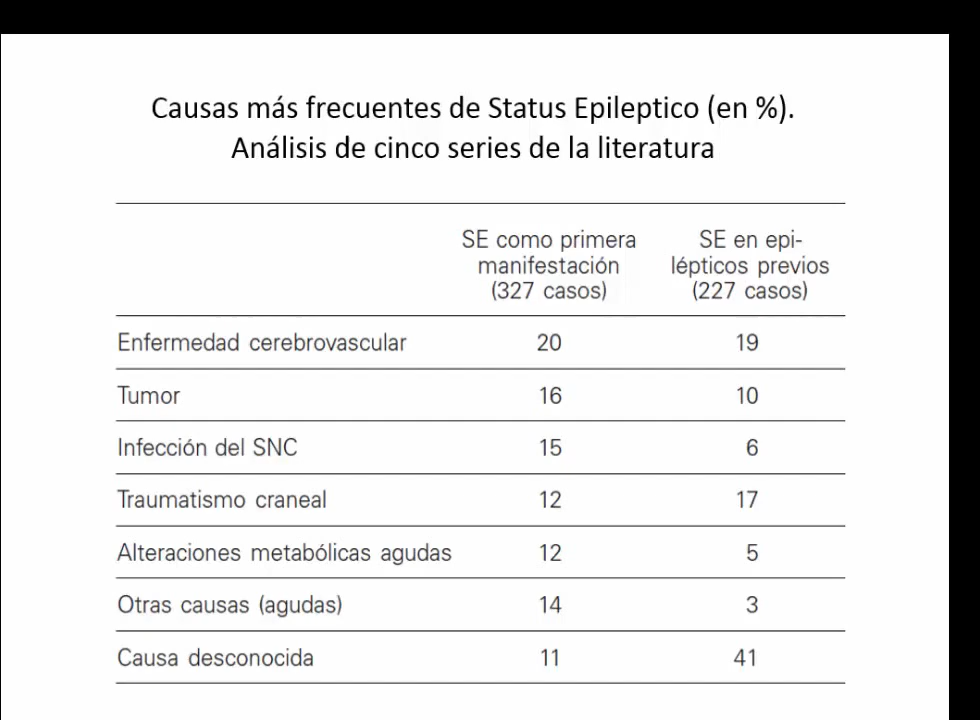 Causas más frecuentes de Status Epileptico (en %).
Análisis de cinco series de la literatura
SE como primera manifestación (327 casos) SE en epi-lépticos previos (227 casos)
Enfermedad cerebrovascular 20 19
Tumor 16 10
Infección del SNC 15 6
Traumatismo craneal 12 17
Alteraciones metabólicas agudas 12 5
Otras causas (agudas) 14 3
Causa desconocida 11 41